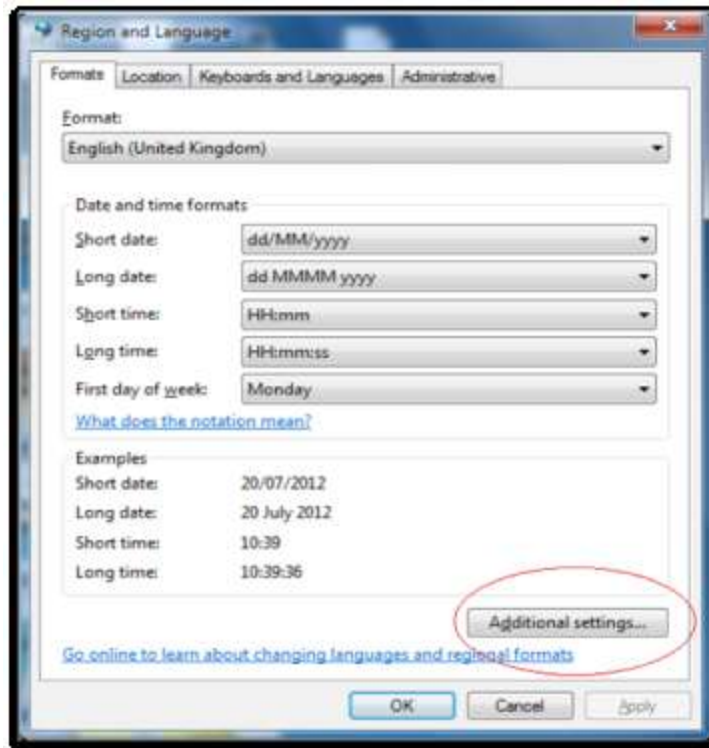 Region and Language
Formats Location Keyboards and Languages Administrative
Format:
English (United Kingdom)
Date and time formats
Short date: dd/MM/yyyy
Long date: dd MMMM yyyy
Short time: HH:mm
Long time: HH:mm:ss
First day of week: Monday
What does the notation mean?
Examples
Short date: 20/07/2012
Long date: 20 July 2012
Short time: 10:39
Long time: 10:39:36
Additional settings...
Go online to learn about changing languages and regional formats
OK Cancel Apply